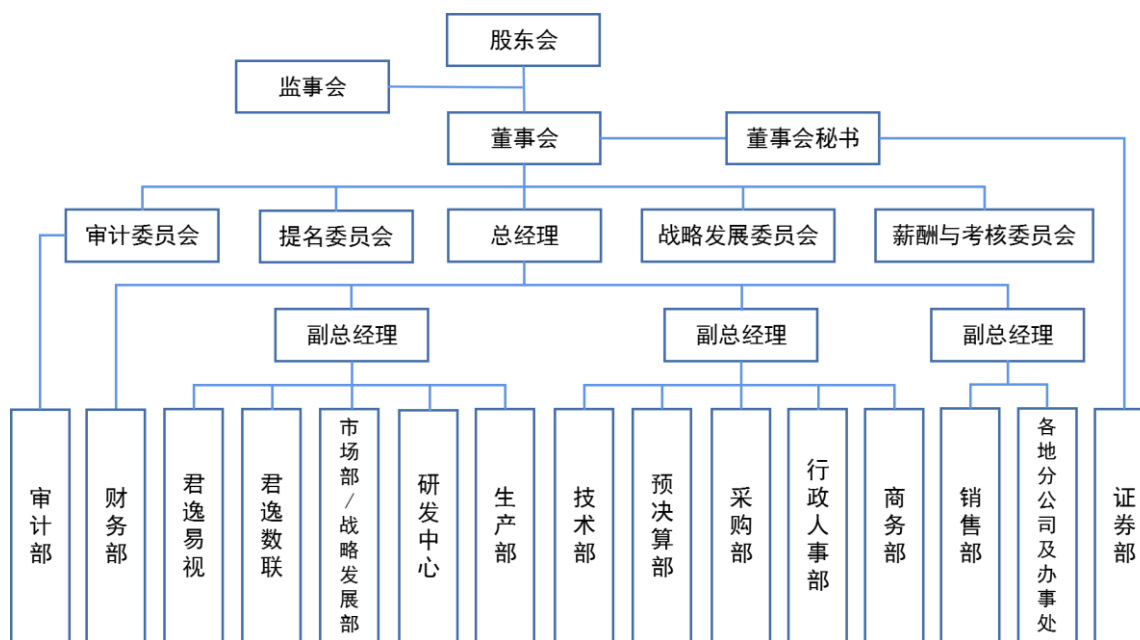 股东会
监事会
董事会
董事会秘书
审计委员会
提名委员会
总经理
战略发展委员会
薪酬与考核委员会
副总经理
副总经理
副总经理
审计部
财务部
君逸易视
君逸数联
市场部/战略发展部
研发中心
生产部
技术部
预决算部
采购部
行政人事部
商务部
销售部
各地分公司及办事处
证券部